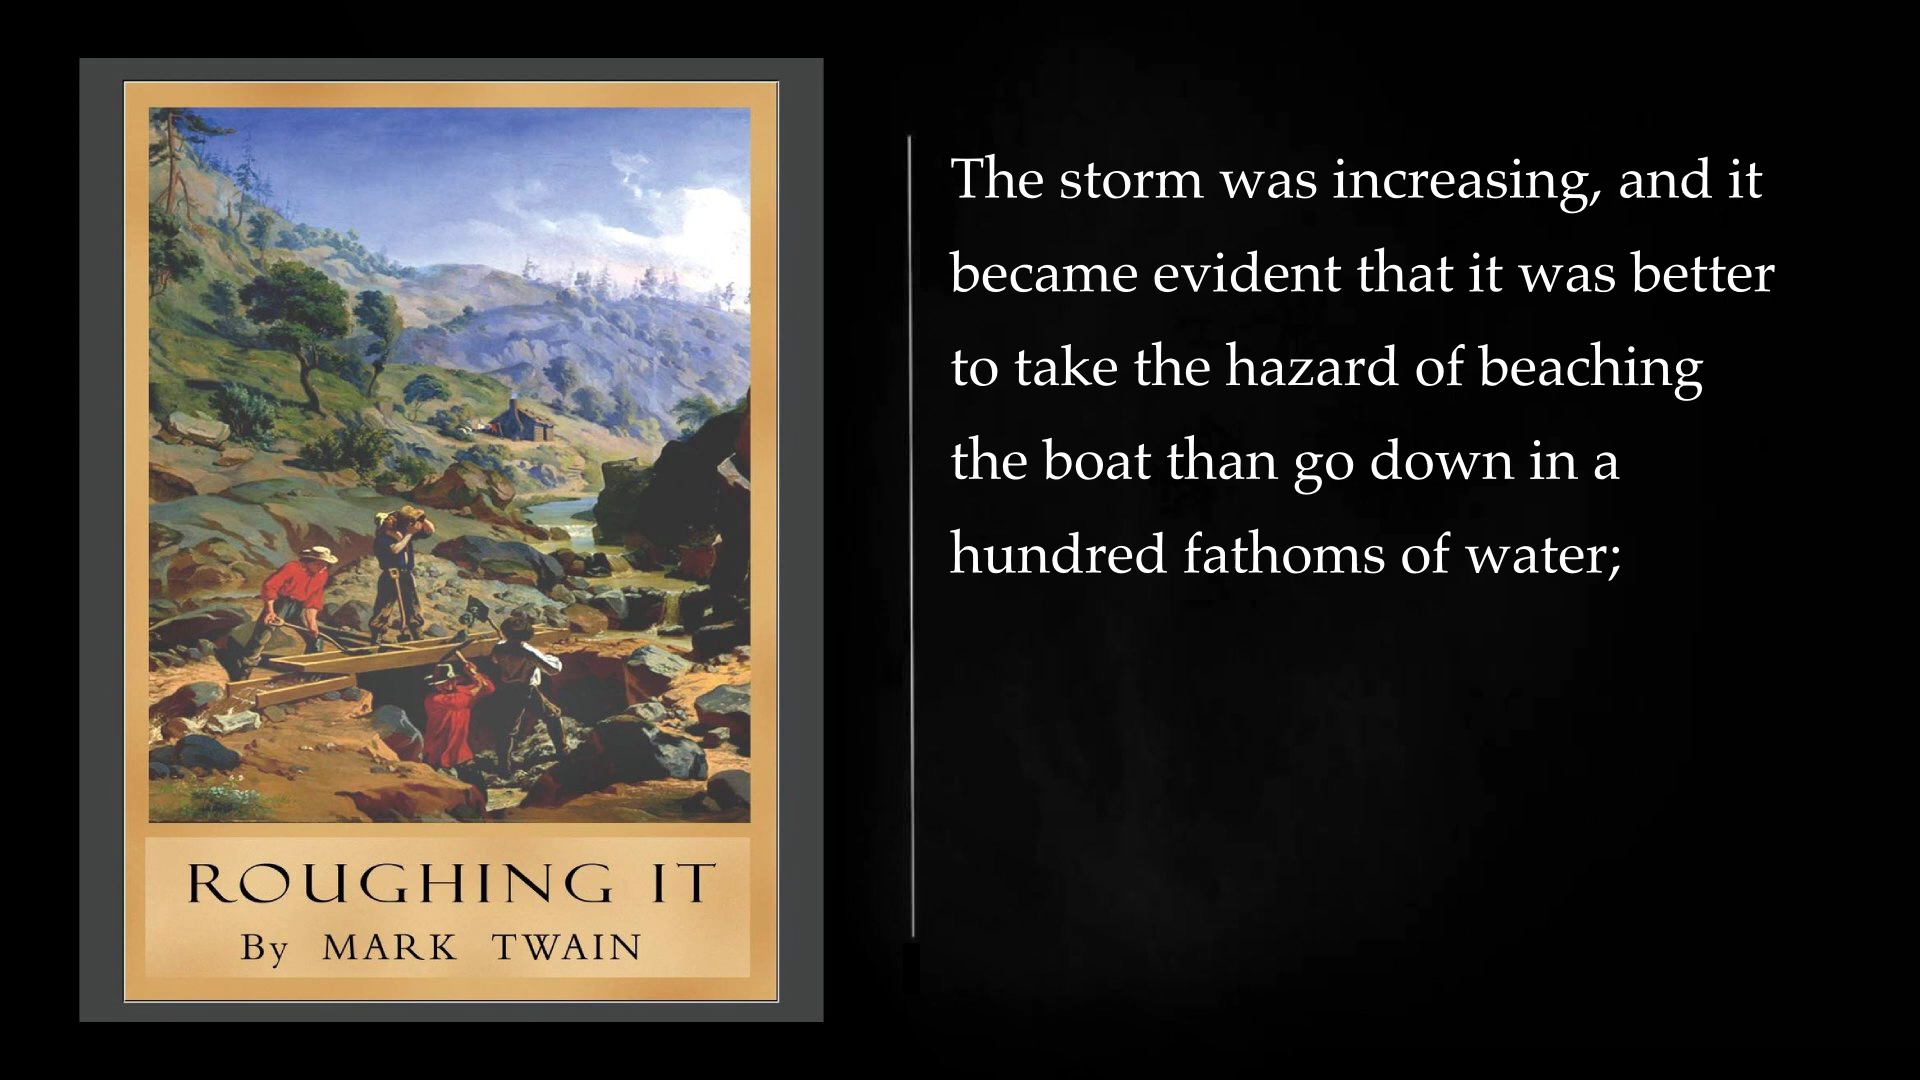 ROUGHING IT
By MARK TWAIN
The storm was increasing, and it
became evident that it was better
to take the hazard of beaching
the boat than go down in a
hundred fathoms of water;